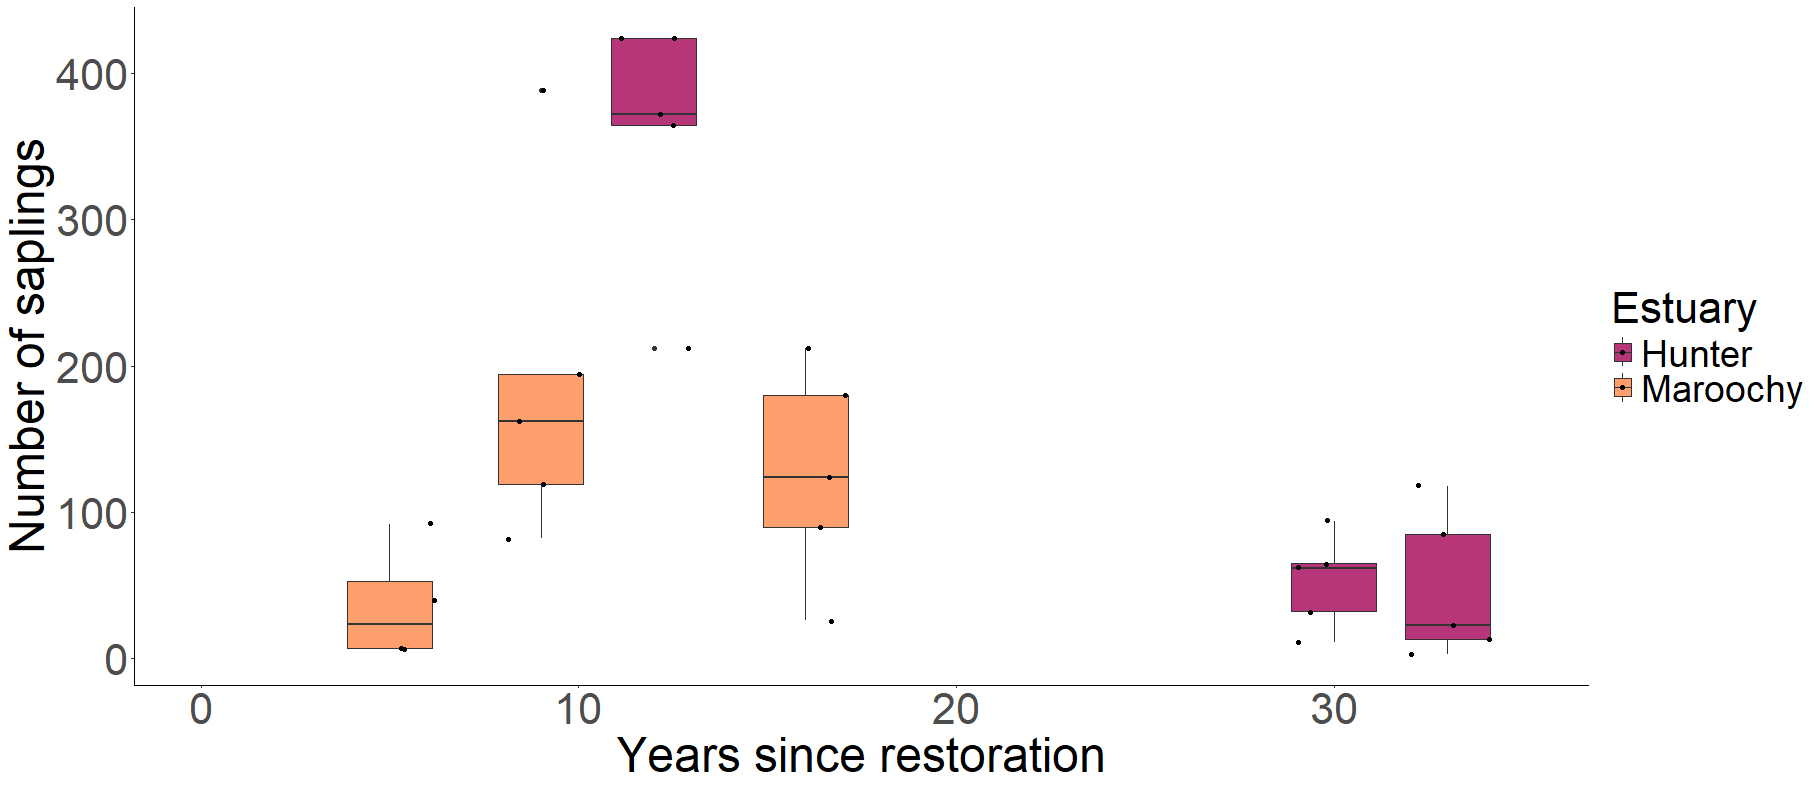 Number of saplings
400
300
200
100
0
0 10 20 30
Years since restoration
Estuary
Hunter
Maroochy